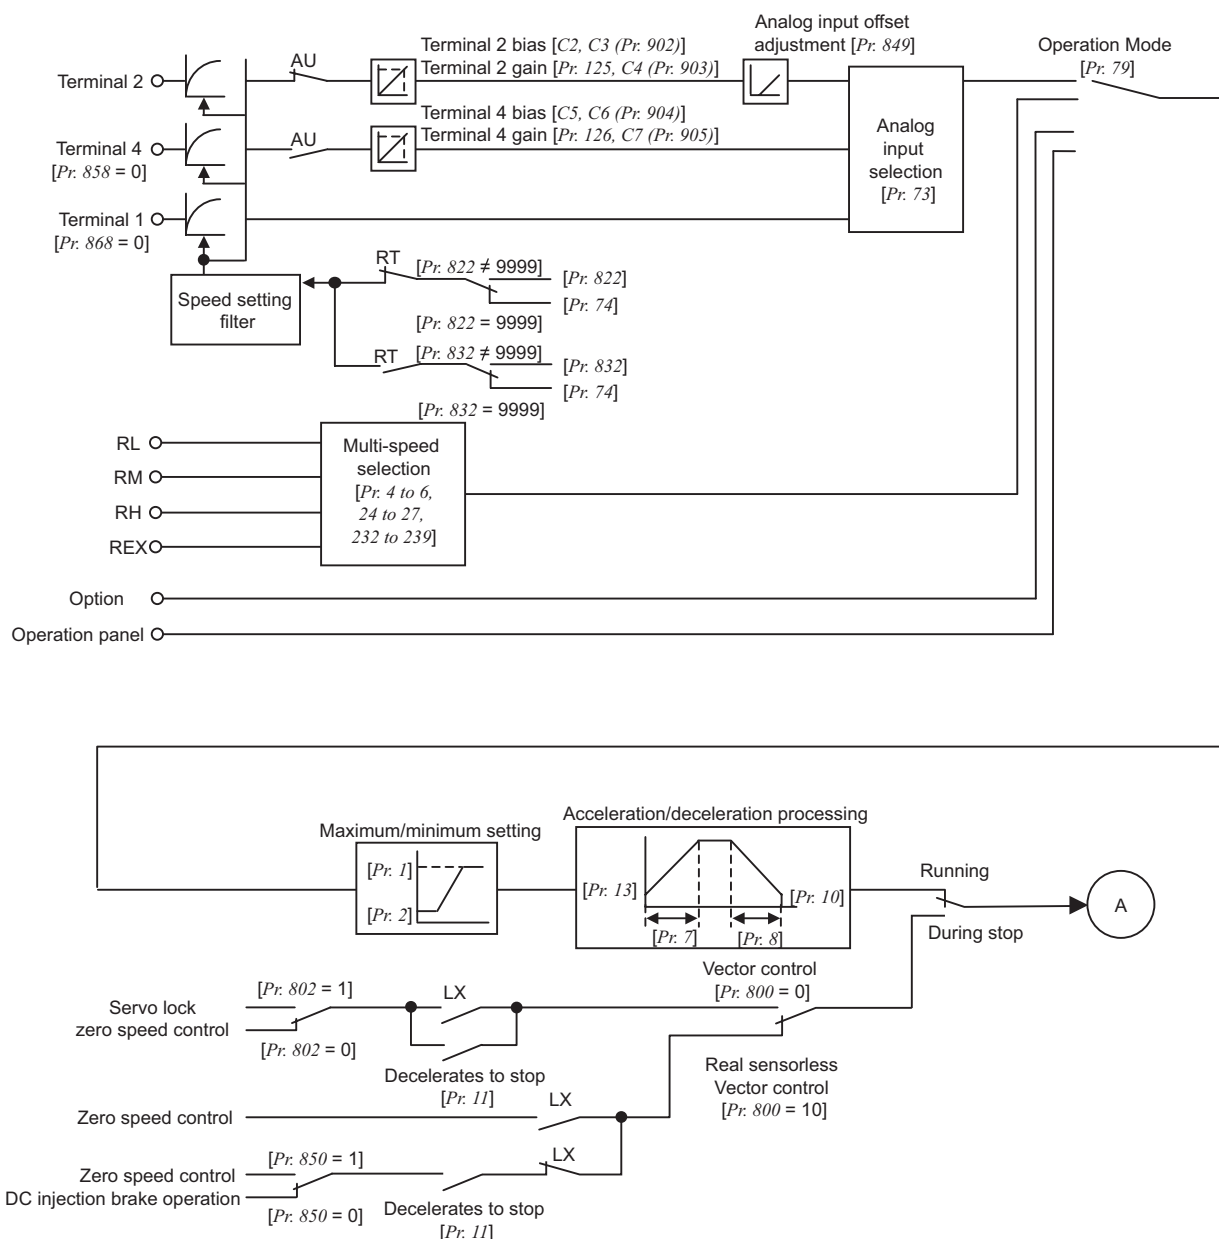 Analog input offset
adjustment [Pr. 849]
Operation Mode
[Pr. 79]
Terminal 2
AU
Terminal 2 bias [C2, C3 (Pr. 902)]
Terminal 2 gain [Pr. 125, C4 (Pr. 903)]
Terminal 4
[Pr. 858 = 0]
AU
Terminal 4 bias [C5, C6 (Pr. 904)]
Terminal 4 gain [Pr. 126, C7 (Pr. 905)]
Analog
input
selection
[Pr. 73]
Terminal 1
[Pr. 868 = 0]
Speed setting
filter
RT
[Pr. 822 ≠ 9999]
[Pr. 822]
[Pr. 74]
[Pr. 822 = 9999]
RT
[Pr. 832 ≠ 9999]
[Pr. 832]
[Pr. 74]
[Pr. 832 = 9999]
RL
RM
RH
REX
Multi-speed
selection
[Pr. 4 to 6,
24 to 27,
232 to 239]
Option
Operation panel
Maximum/minimum setting
[Pr. 1]
[Pr. 2]
Acceleration/deceleration processing
[Pr. 13]
[Pr. 10]
[Pr. 7]
[Pr. 8]
Running
During stop
A
Vector control
[Pr. 800 = 0]
Servo lock
zero speed control
[Pr. 802 = 1]
[Pr. 802 = 0]
LX
Decelerates to stop
[Pr. 11]
Real sensorless
Vector control
[Pr. 800 = 10]
Zero speed control
LX
Zero speed control
DC injection brake operation
[Pr. 850 = 1]
[Pr. 850 = 0]
LX
Decelerates to stop
[Pr. 11]